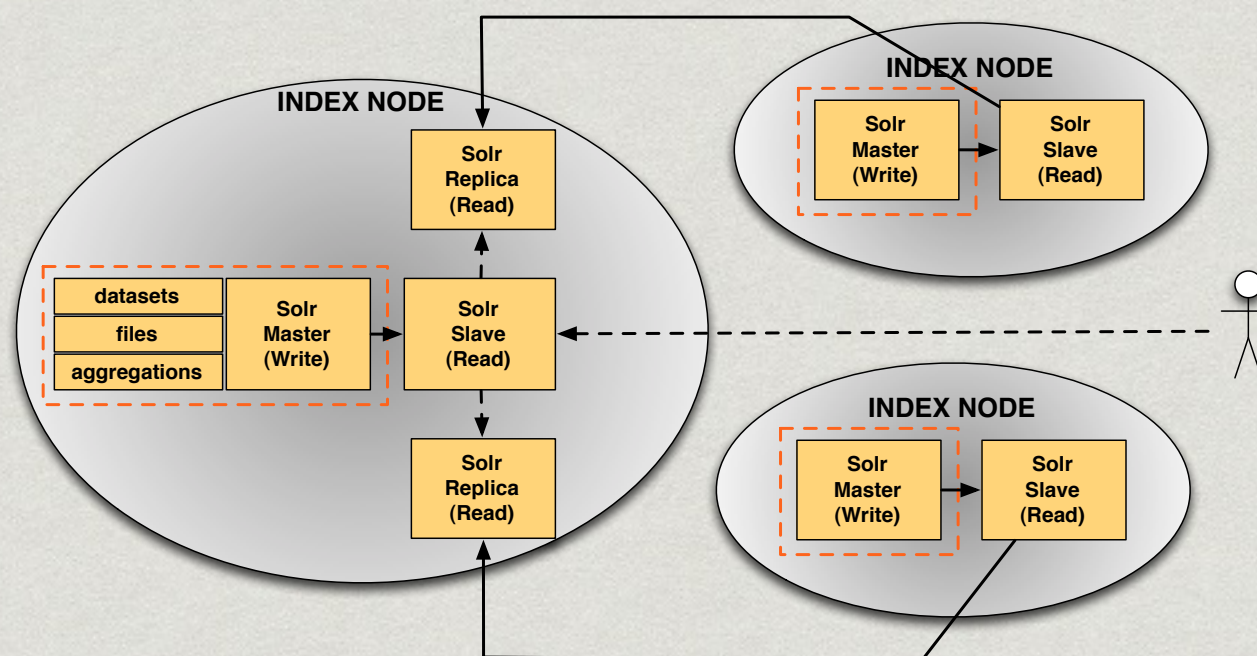 INDEX NODE
Solr
Replica
(Read)
datasets
files
aggregations
Solr
Master
(Write)
Solr
Slave
(Read)
Solr
Replica
(Read)
INDEX NODE
Solr
Master
(Write)
Solr
Slave
(Read)
INDEX NODE
Solr
Master
(Write)
Solr
Slave
(Read)